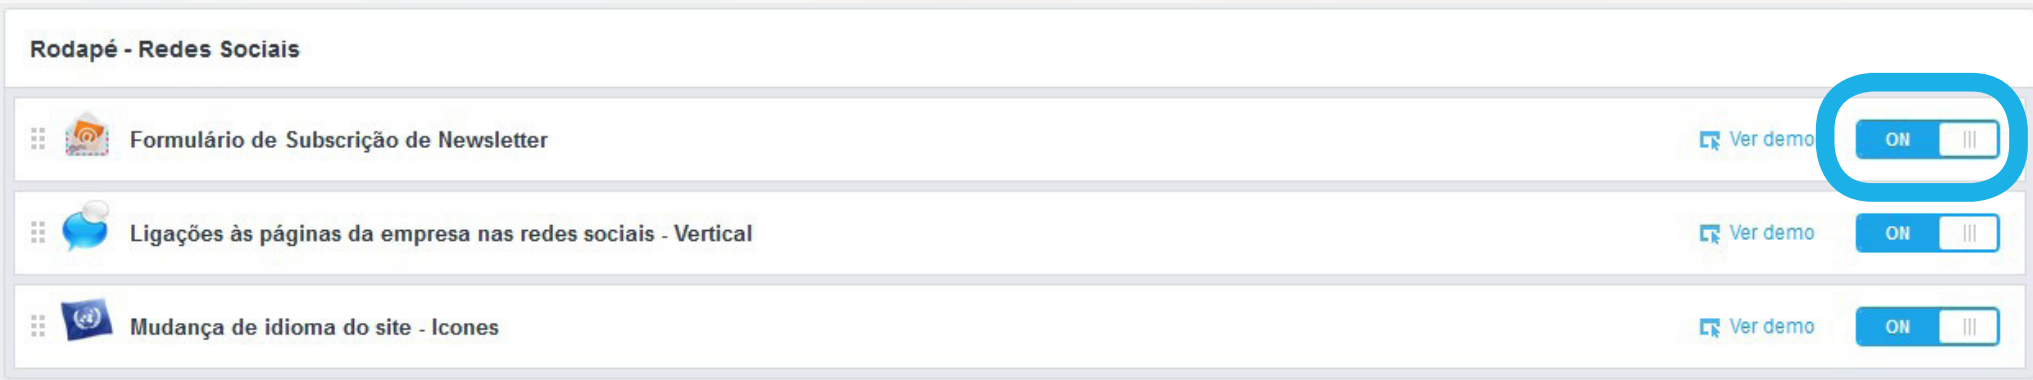 Rodapé - Redes Sociais
Formulário de Subscrição de Newsletter Ver demo ON
Ligações às páginas da empresa nas redes sociais - Vertical Ver demo ON
Mudança de idioma do site - Icones Ver demo ON